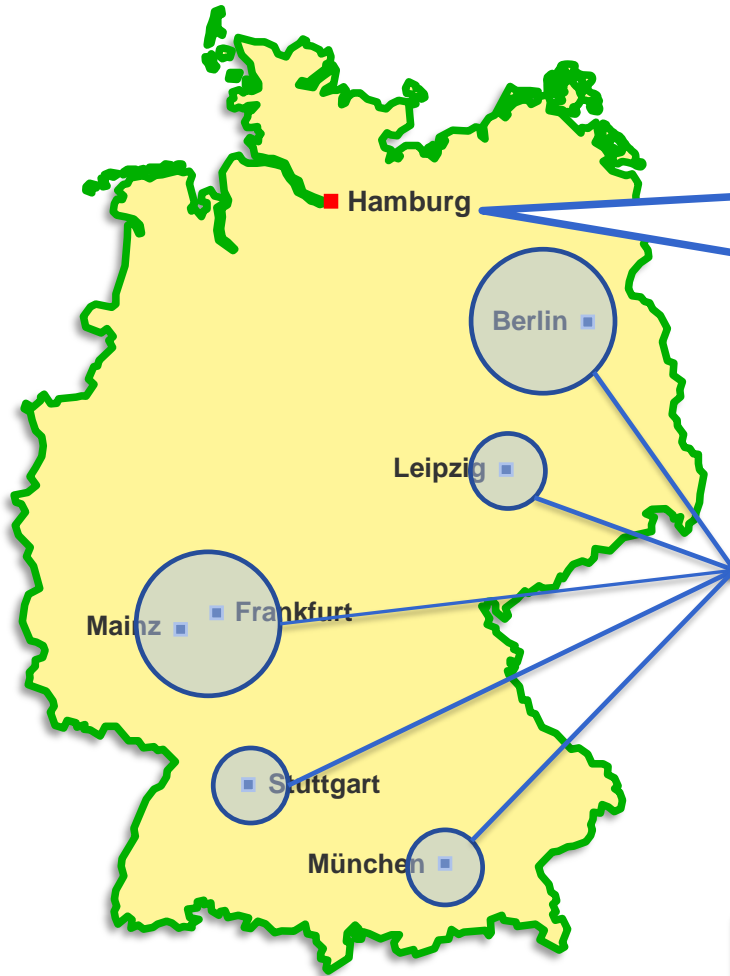 Hamburg
Berlin
Leipzig
Frankfurt
Mainz
Stuttgart
München